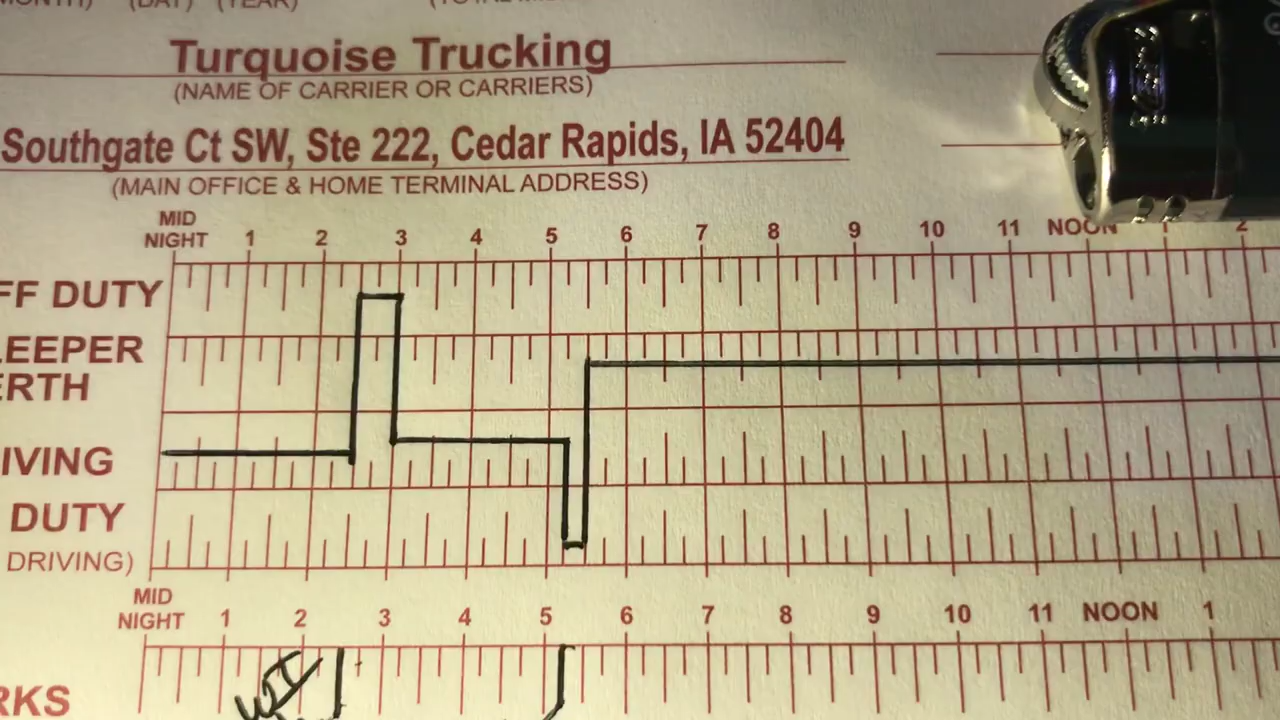 (DAY) (YEAR)
Turquoise Trucking
(NAME OF CARRIER OR CARRIERS)
Southgate Ct SW, Ste 222, Cedar Rapids, IA 52404
(MAIN OFFICE & HOME TERMINAL ADDRESS)
MID NIGHT 1 2 3 4 5 6 7 8 9 10 11 NOON 1 2
FF DUTY
LEEPER
ERTH
IVING
DUTY
DRIVING)
MID NIGHT 1 2 3 4 5 6 7 8 9 10 11 NOON 1
RKS
WI